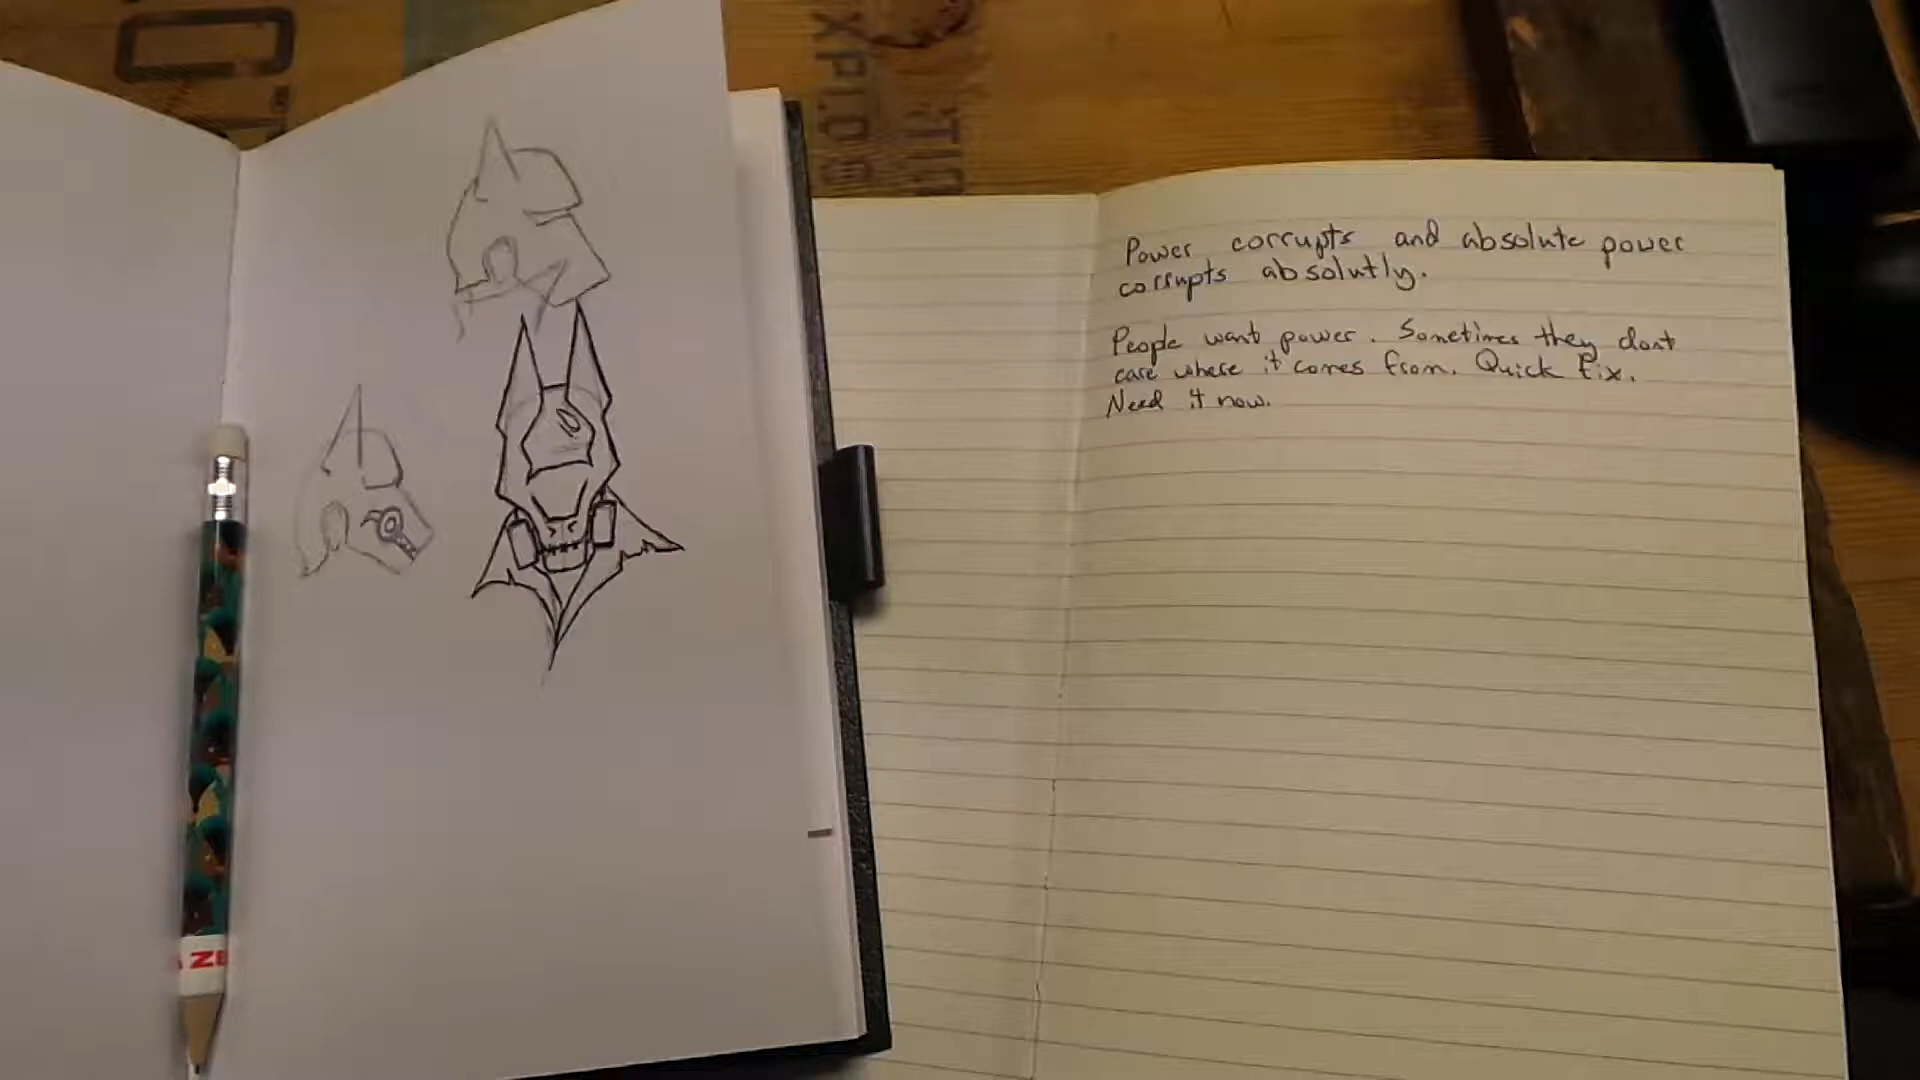 Power corrupts and absolute power
corrupts absolutly.
People want power. Sometimes they dont
care where it comes from. Quick Fix.
Need it now.